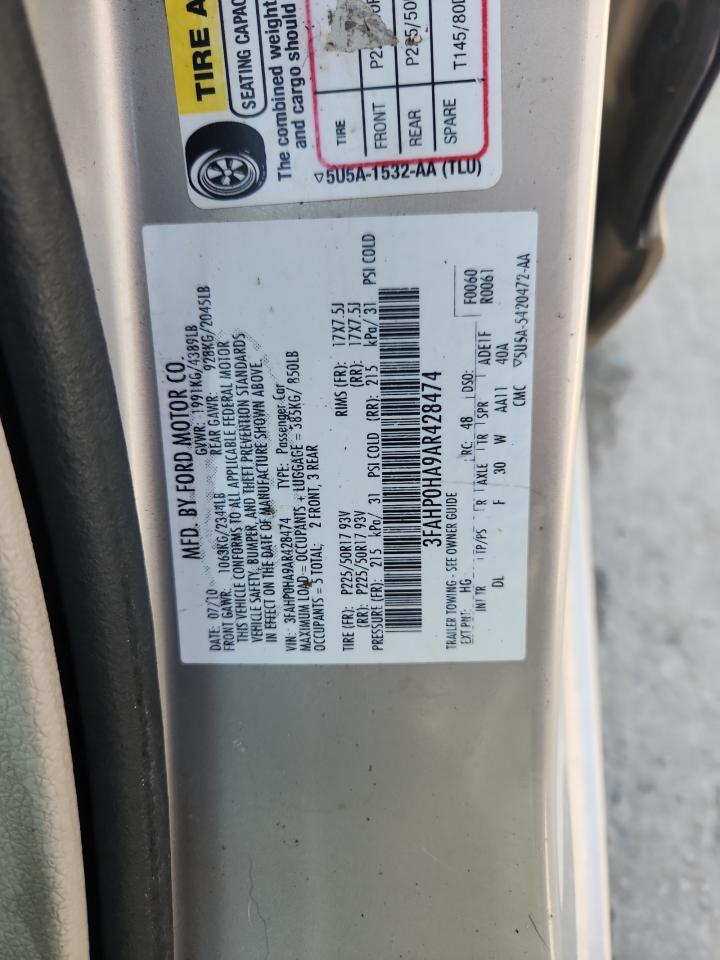 TIRE A
SEATING CAPAC
The combined weight
and cargo should
TIRE
FRONT
REAR P225/50
SPARE T145/80D
▽5U5A-1532-AA (TLU)
MFD. BY FORD MOTOR CO.
DATE: 07/10 GVWR: 1991KG/4389LB
FRONT GAWR: 1063KG/2344LB REAR GAWR: 928KG/2045LB
THIS VEHICLE CONFORMS TO ALL APPLICABLE FEDERAL MOTOR
VEHICLE SAFETY, BUMPER, AND THEFT PREVENTION STANDARDS
IN EFFECT ON THE DATE OF MANUFACTURE SHOWN ABOVE
VIN: 3FAHP0HA9AR428474 TYPE: Passenger Car
MAXIMUM LOAD = OCCUPANTS + LUGGAGE = 385KG/ 850LB
OCCUPANTS = 5 TOTAL: 2 FRONT, 3 REAR
TIRE (FR): P225/50R17 93V RIMS (FR): 17X7.5J
(RR): P225/50R17 93V (RR): 17X7.5J
PRESSURE (FR): 215 kPa/ 31 PSI COLD (RR): 215 kPa/ 31 PSI COLD
3FAHP0HA9AR428474
TRAILER TOWING - SEE OWNER GUIDE
EXT PNT: HG RC: 48 DSO: F0060
R0061
INT TR TP/PS R AXLE TR SPR ADE1F
DL F 30 W AA11 40A
CMC ▽5U5A-5420472-AA